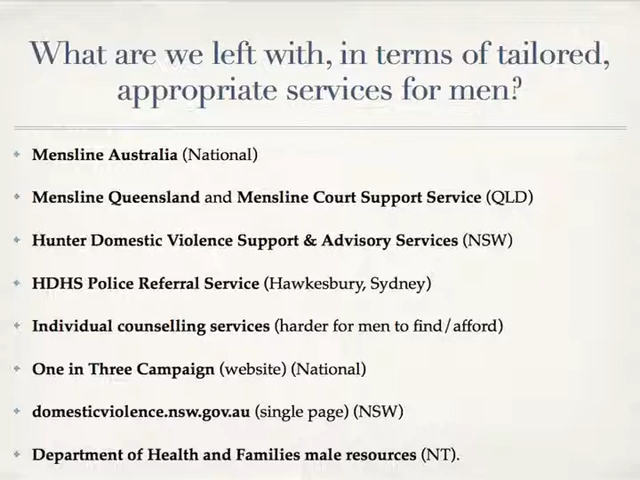 What are we left with, in terms of tailored,
appropriate services for men?
Mensline Australia (National)
Mensline Queensland and Mensline Court Support Service (QLD)
Hunter Domestic Violence Support & Advisory Services (NSW)
HDHS Police Referral Service (Hawkesbury, Sydney)
Individual counselling services (harder for men to find/afford)
One in Three Campaign (website) (National)
domesticviolence.nsw.gov.au (single page) (NSW)
Department of Health and Families male resources (NT).